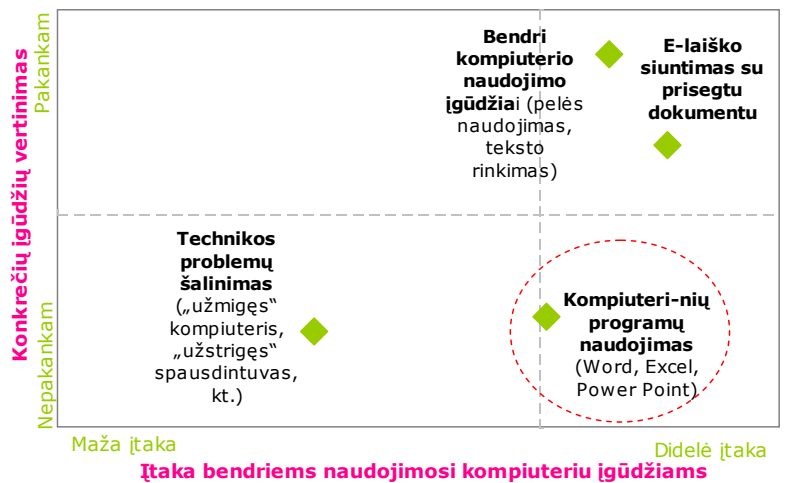 Konkrečių įgūdžių vertinimas
Pakankam
Nepakankam
Bendri
kompiuterio
naudojimo
įgūdžiai (pelės
naudojimas,
teksto
rinkimas)
E-laiško
siuntimas su
prisegtu
dokumentu
Technikos
problemų
šalinimas
(„užmigęs“
kompiuteris,
„užstrigęs“
spausdintuvas,
kt.)
Kompiuteri-nių
programų
naudojimas
(Word, Excel,
Power Point)
Maža įtaka
Didelė įtaka
Įtaka bendriems naudojimosi kompiuteriu įgūdžiams